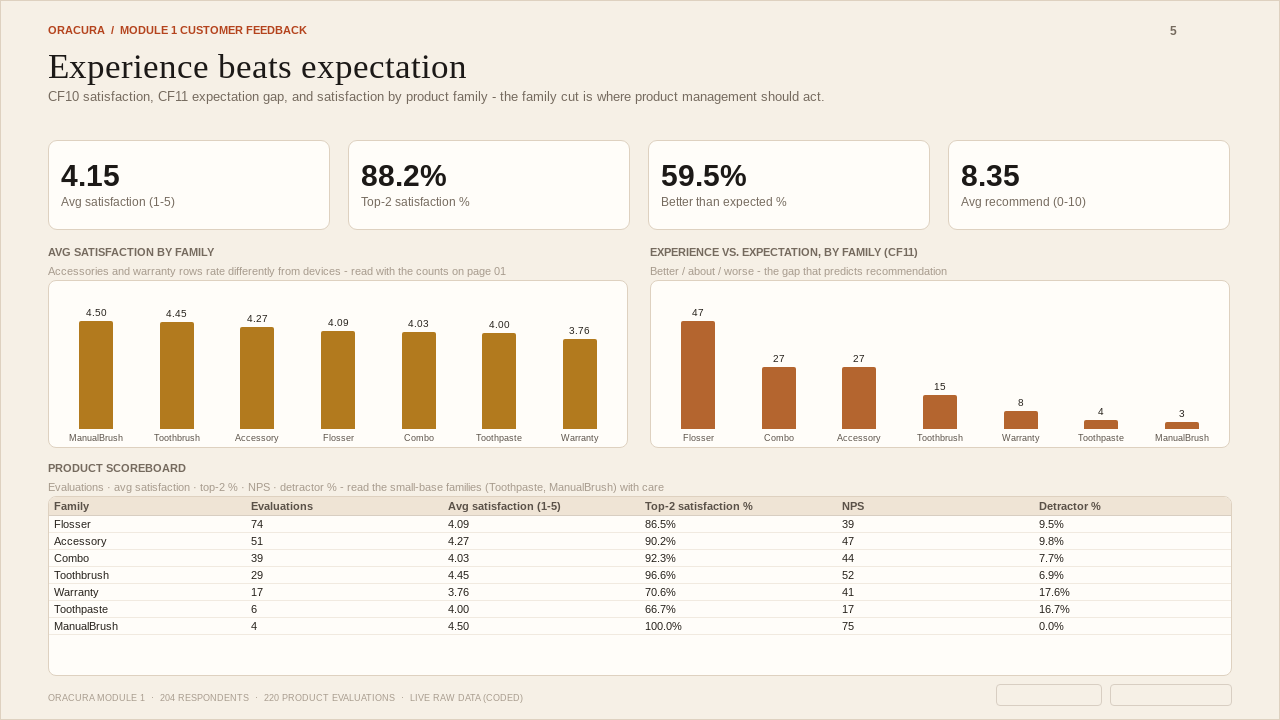 ORACURA / MODULE 1 CUSTOMER FEEDBACK
5
Experience beats expectation
CF10 satisfaction, CF11 expectation gap, and satisfaction by product family - the family cut is where product management should act.
4.15
Avg satisfaction (1-5)
88.2%
Top-2 satisfaction %
59.5%
Better than expected %
8.35
Avg recommend (0-10)
AVG SATISFACTION BY FAMILY
Accessories and warranty rows rate differently from devices - read with the counts on page 01
4.50 4.45 4.27 4.09 4.03 4.00 3.76
ManualBrush Toothbrush Accessory Flosser Combo Toothpaste Warranty
EXPERIENCE VS. EXPECTATION, BY FAMILY (CF11)
Better / about / worse - the gap that predicts recommendation
47 27 27 15 8 4 3
Flosser Combo Accessory Toothbrush Warranty Toothpaste ManualBrush
PRODUCT SCOREBOARD
Evaluations · avg satisfaction · top-2 % · NPS · detractor % - read the small-base families (Toothpaste, ManualBrush) with care
Family Evaluations Avg satisfaction (1-5) Top-2 satisfaction % NPS Detractor %
Flosser 74 4.09 86.5% 39 9.5%
Accessory 51 4.27 90.2% 47 9.8%
Combo 39 4.03 92.3% 44 7.7%
Toothbrush 29 4.45 96.6% 52 6.9%
Warranty 17 3.76 70.6% 41 17.6%
Toothpaste 6 4.00 66.7% 17 16.7%
ManualBrush 4 4.50 100.0% 75 0.0%
ORACURA MODULE 1 · 204 RESPONDENTS · 220 PRODUCT EVALUATIONS · LIVE RAW DATA (CODED)